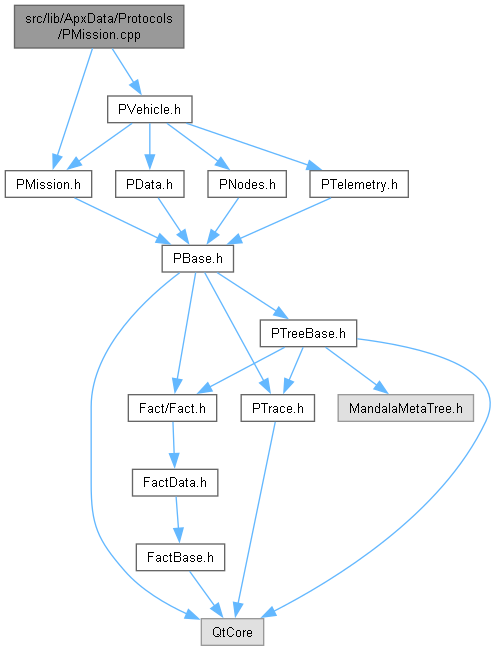 src/lib/ApxData/Protocols
/PMission.cpp
PVehicle.h
PMission.h
PData.h
PNodes.h
PTelemetry.h
PBase.h
PTreeBase.h
Fact/Fact.h
PTrace.h
MandalaMetaTree.h
FactData.h
FactBase.h
QtCore